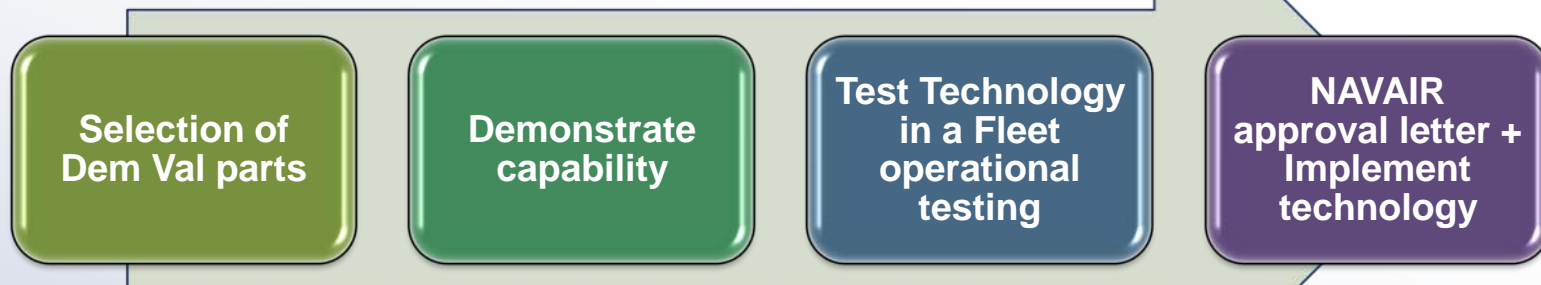 Selection of
Dem Val parts
Demonstrate
capability
Test Technology
in a Fleet
operational
testing
NAVAIR
approval letter +
Implement
technology